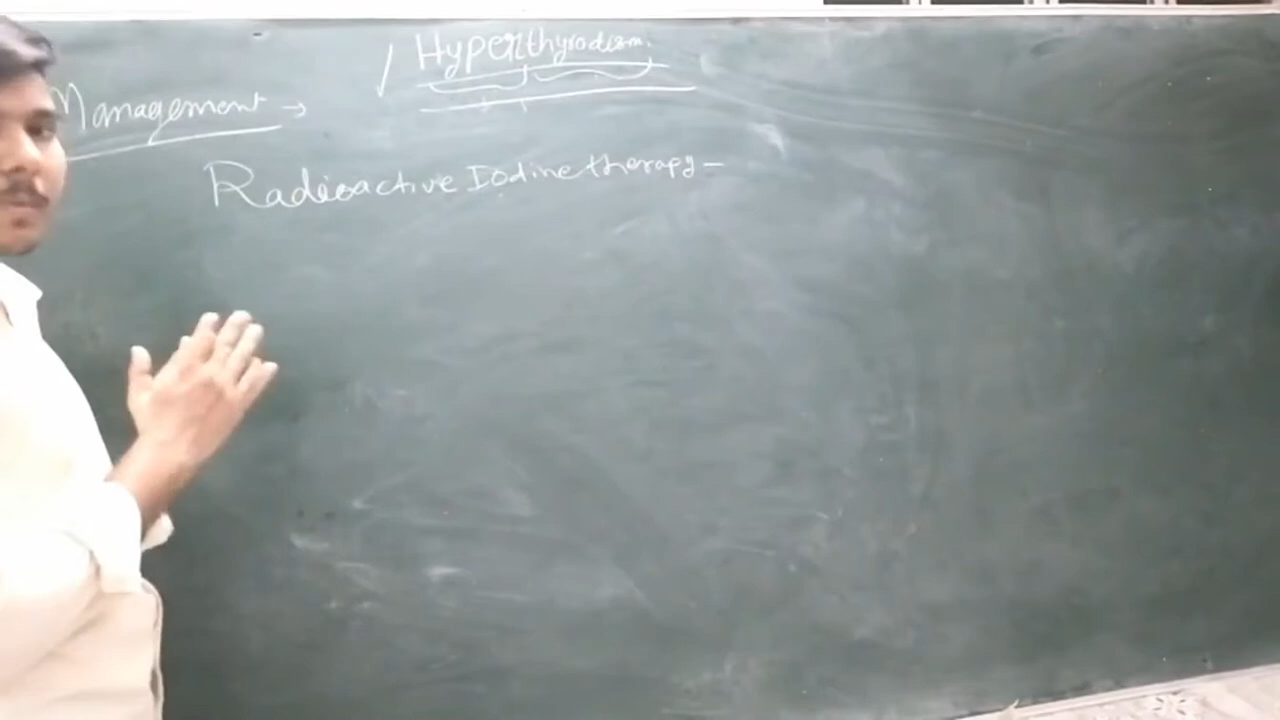 Hyperthyrodism.
Management →
Radioactive Iodine therapy –